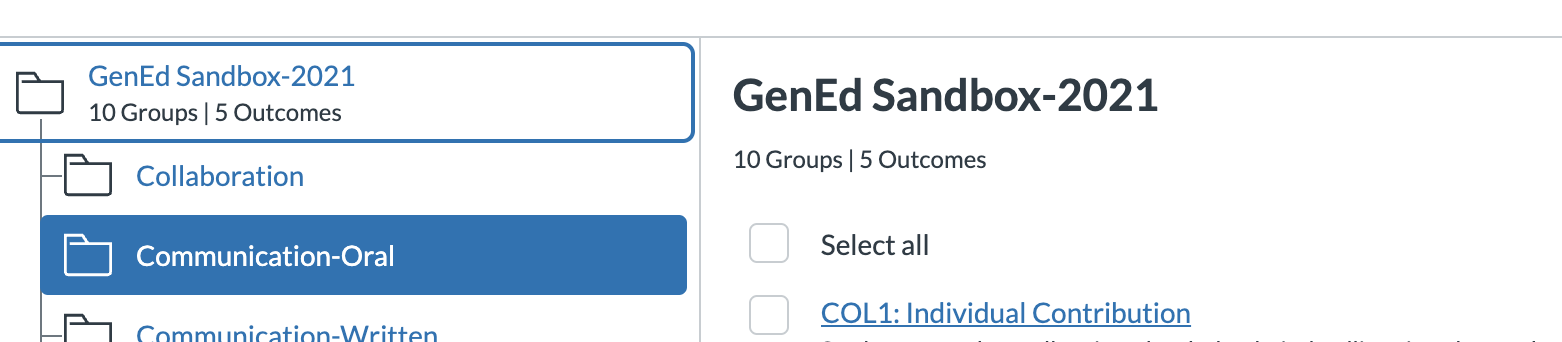 GenEd Sandbox-2021
10 Groups | 5 Outcomes
Collaboration
Communication-Oral
Communication-Written
GenEd Sandbox-2021
10 Groups | 5 Outcomes
Select all
COL1: Individual Contribution